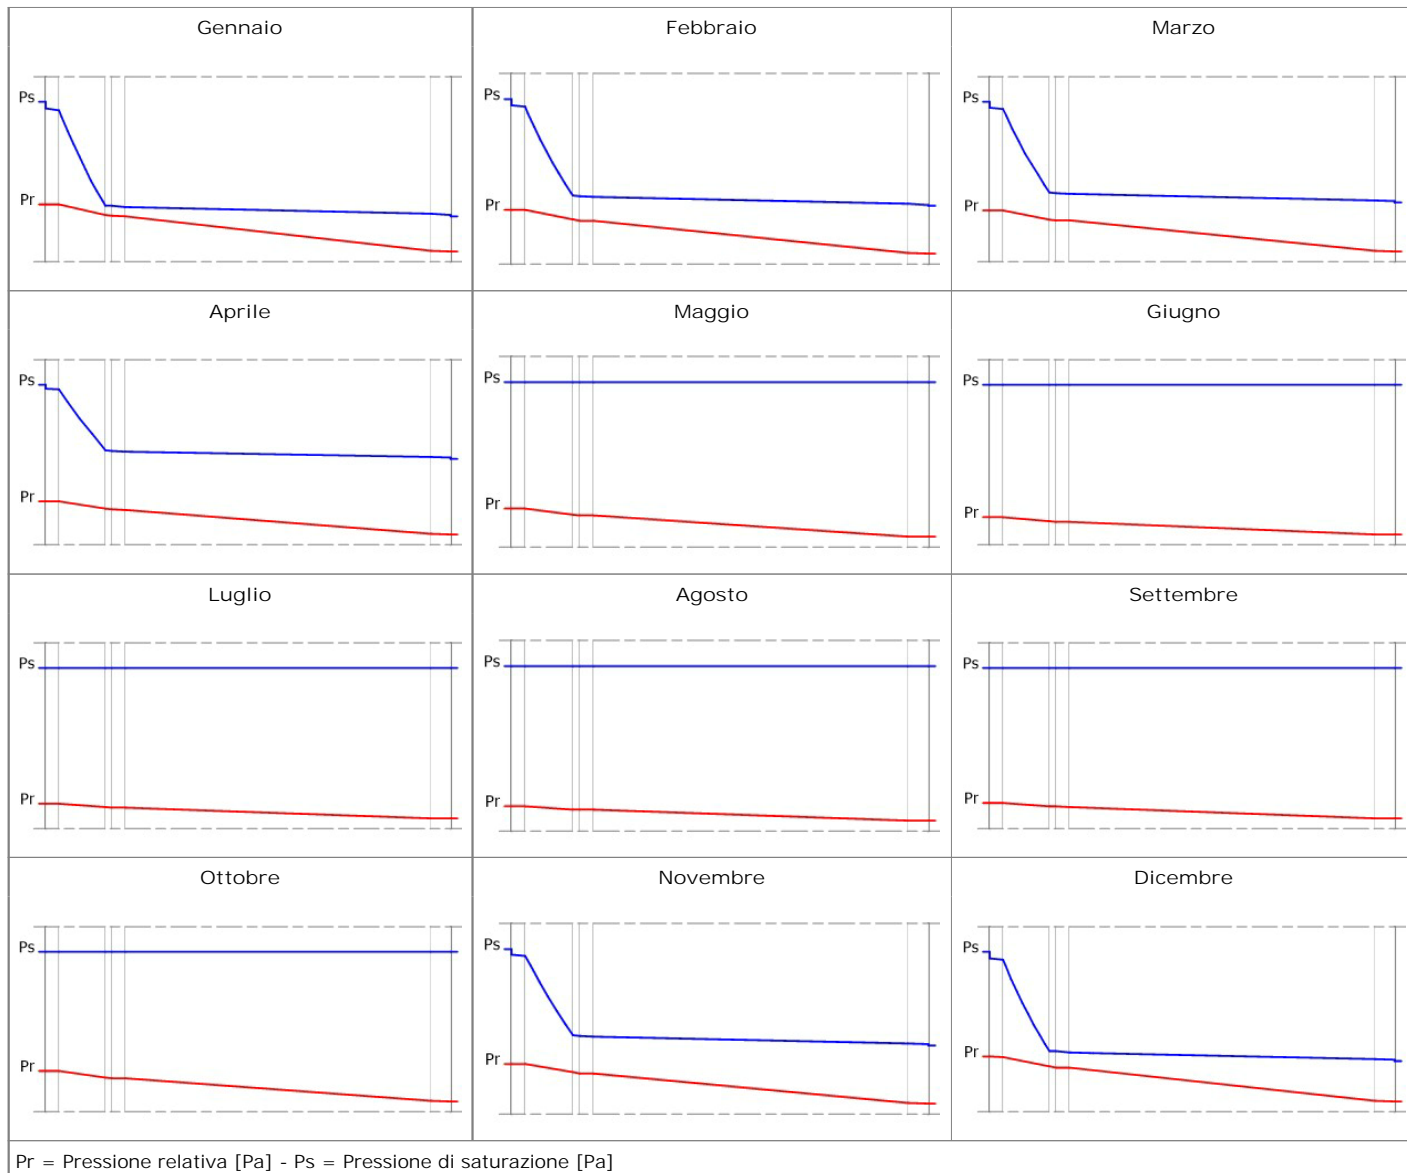 Gennaio
Febbraio
Marzo
Ps
Ps
Ps
Pr
Pr
Pr
Aprile
Maggio
Giugno
Ps
Ps
Ps
Pr
Pr
Pr
Luglio
Agosto
Settembre
Ps
Ps
Ps
Pr
Pr
Pr
Ottobre
Novembre
Dicembre
Ps
Ps
Ps
Pr
Pr
Pr
Pr = Pressione relativa [Pa] - Ps = Pressione di saturazione [Pa]